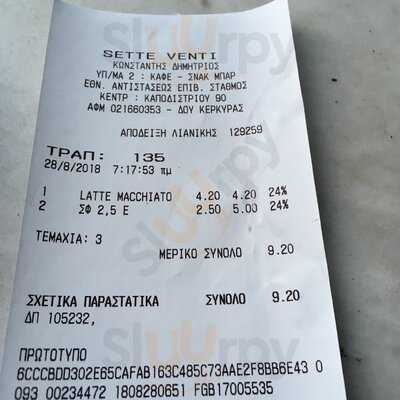 SETTE VENTI
ΚΩΝΣΤΑΝΤΗΣ ΔΗΜΗΤΡΙΟΣ
ΥΠ/ΜΑ 2 : ΚΑΦΕ - ΣΝΑΚ ΜΠΑΡ
ΕΘΝ. ΑΝΤΙΣΤΑΣΕΩΣ ΕΠΙΒ. ΣΤΑΘΜΟΣ
ΚΕΝΤΡ : ΚΑΠΟΔΙΣΤΡΙΟΥ 90
ΑΦΜ 021660353 - ΔΟΥ ΚΕΡΚΥΡΑΣ
ΑΠΟΔΕΙΞΗ ΛΙΑΝΙΚΗΣ 129259
ΤΡΑΠ: 135
28/8/2018 7:17:53 πμ
1 LATTE MACCHIATO 4.20 4.20 24%
2 ΣΦ 2,5 Ε 2.50 5.00 24%
ΤΕΜΑΧΙΑ: 3
ΜΕΡΙΚΟ ΣΥΝΟΛΟ 9.20
ΣΧΕΤΙΚΑ ΠΑΡΑΣΤΑΤΙΚΑ ΣΥΝΟΛΟ 9.20
ΔΠ 105232,
ΠΡΩΤΟΤΥΠΟ
6CCCBDD302E65CAFAB163C485C73AAE2F8BB6E43 0
093 00234472 1808280651 FGB17005535
Sluurpy
Sluurpy
Sluurpy